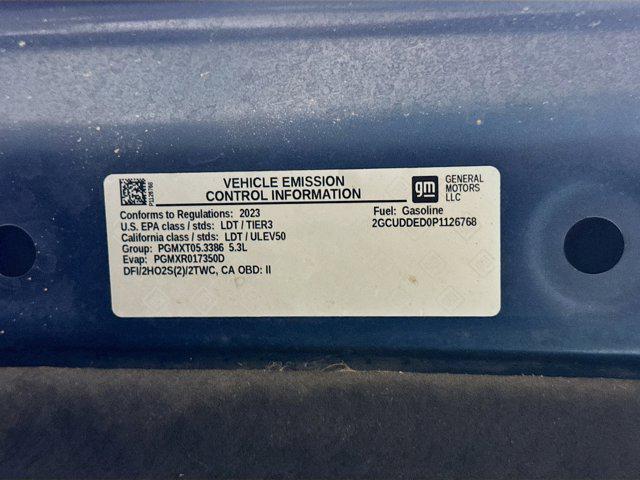 P1126768
VEHICLE EMISSION
CONTROL INFORMATION
gm
GENERAL
MOTORS
LLC
Conforms to Regulations: 2023
U.S. EPA class / stds: LDT / TIER3
California class / stds: LDT / ULEV50
Group: PGMXT05.3386 5.3L
Evap: PGMXR017350D
DFI/2HO2S(2)/2TWC, CA OBD: II
Fuel: Gasoline
2GCUDDED0P1126768